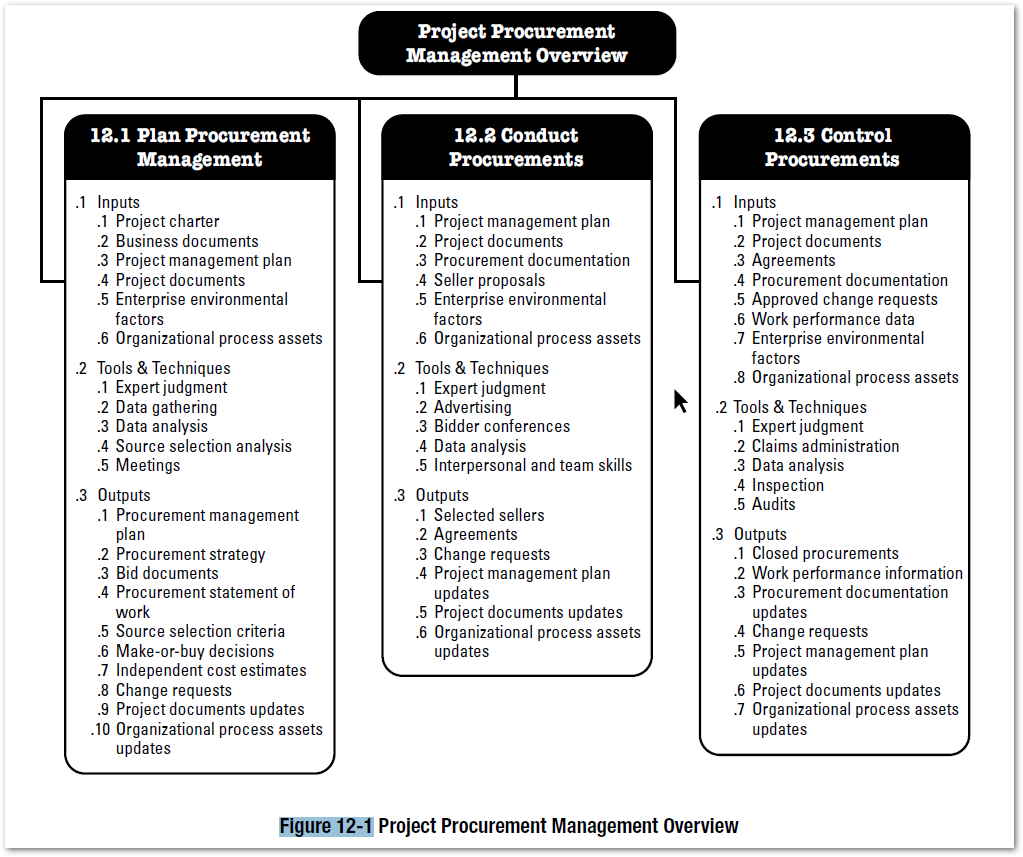 Project Procurement
Management Overview
12.1 Plan Procurement
Management
.1 Inputs
.1 Project charter
.2 Business documents
.3 Project management plan
.4 Project documents
.5 Enterprise environmental
factors
.6 Organizational process assets
.2 Tools & Techniques
.1 Expert judgment
.2 Data gathering
.3 Data analysis
.4 Source selection analysis
.5 Meetings
.3 Outputs
.1 Procurement management
plan
.2 Procurement strategy
.3 Bid documents
.4 Procurement statement of
work
.5 Source selection criteria
.6 Make-or-buy decisions
.7 Independent cost estimates
.8 Change requests
.9 Project documents updates
.10 Organizational process assets
updates
12.2 Conduct
Procurements
.1 Inputs
.1 Project management plan
.2 Project documents
.3 Procurement documentation
.4 Seller proposals
.5 Enterprise environmental
factors
.6 Organizational process assets
.2 Tools & Techniques
.1 Expert judgment
.2 Advertising
.3 Bidder conferences
.4 Data analysis
.5 Interpersonal and team skills
.3 Outputs
.1 Selected sellers
.2 Agreements
.3 Change requests
.4 Project management plan
updates
.5 Project documents updates
.6 Organizational process assets
updates
12.3 Control
Procurements
.1 Inputs
.1 Project management plan
.2 Project documents
.3 Agreements
.4 Procurement documentation
.5 Approved change requests
.6 Work performance data
.7 Enterprise environmental
factors
.8 Organizational process assets
.2 Tools & Techniques
.1 Expert judgment
.2 Claims administration
.3 Data analysis
.4 Inspection
.5 Audits
.3 Outputs
.1 Closed procurements
.2 Work performance information
.3 Procurement documentation
updates
.4 Change requests
.5 Project management plan
updates
.6 Project documents updates
.7 Organizational process assets
updates
Figure 12-1 Project Procurement Management Overview